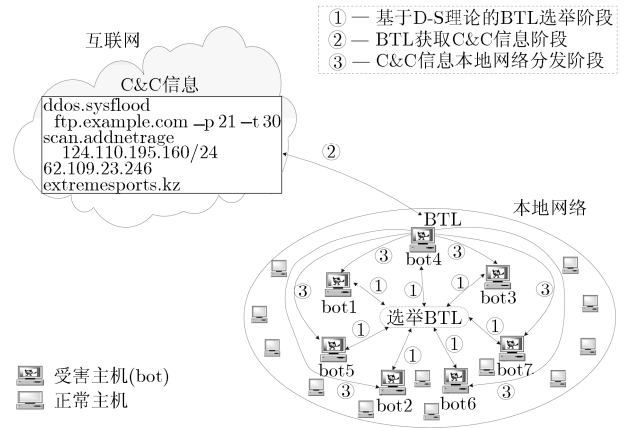 ① — 基于D-S理论的BTL选举阶段
② — BTL获取C&C信息阶段
③ — C&C信息本地网络分发阶段
互联网
C&C信息
ddos.sysflood
ftp.example.com –p 21 –t 30
scan.addnetrage
124.110.195.160/24
62.109.23.246
extremesports.kz
②
本地网络
BTL
bot4
③
③
bot1
①
①
①
bot3
③
③
选举BTL
bot5
①
①
bot7
①
①
bot2
bot6
③
③
受害主机(bot)
正常主机